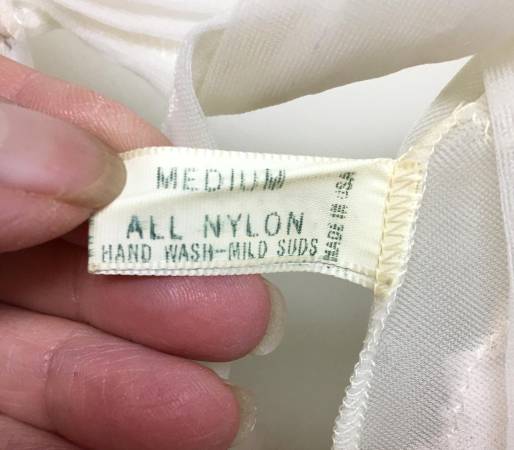 MEDIUM
ALL NYLON
HAND WASH-MILD SUDS
MADE IN USA